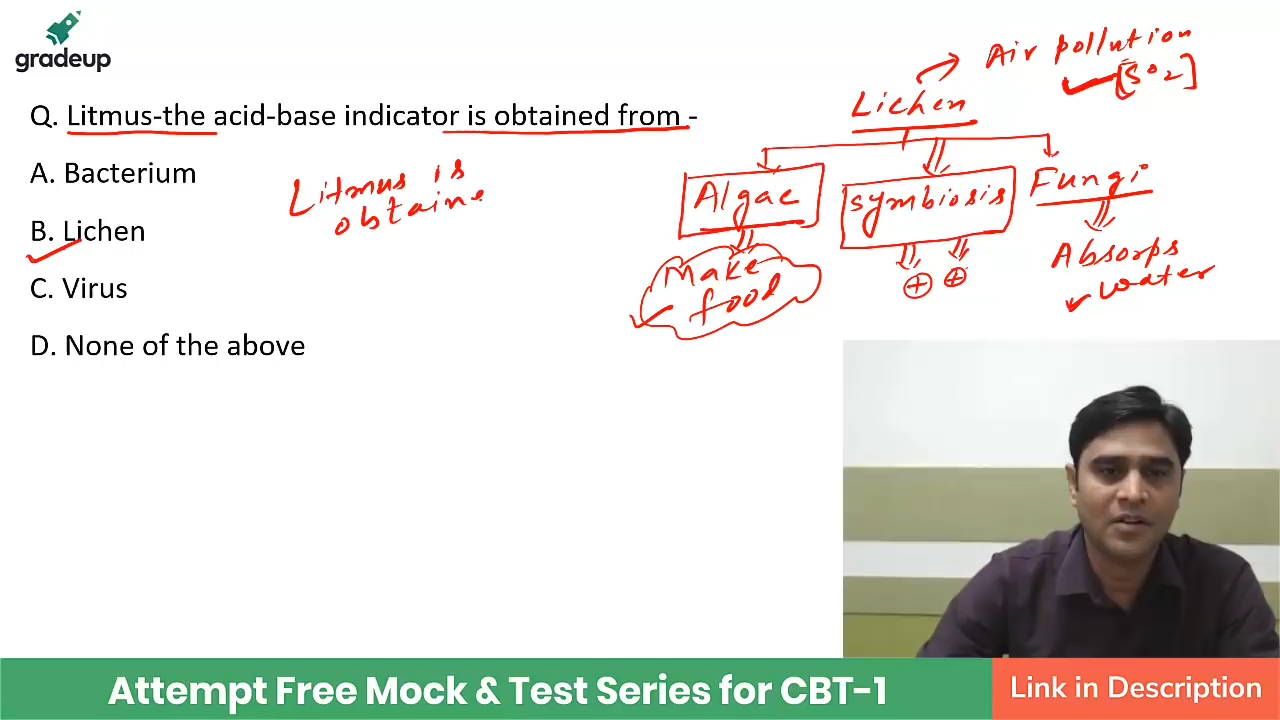 gradeup
Q. Litmus-the acid-base indicator is obtained from -
A. Bacterium
B. Lichen
C. Virus
D. None of the above
Litmus is
obtaine
Air pollution
[SO2]
Lichen
Algae
symbiosis
Fungi
Make
food
+ +
Absorps
water
Attempt Free Mock & Test Series for CBT-1
Link in Description